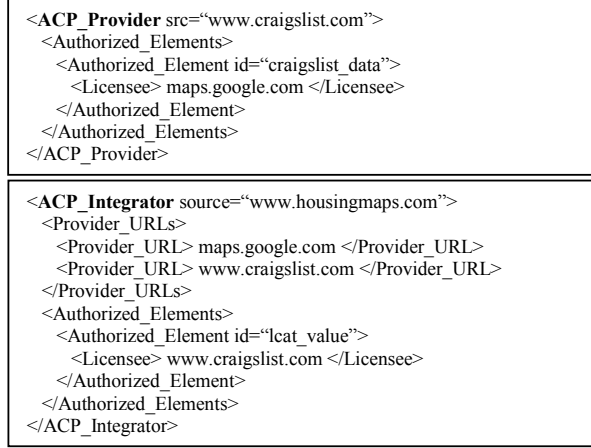 <ACP_Provider src=“www.craigslist.com”>
<Authorized_Elements>
<Authorized_Element id=“craigslist_data”>
<Licensee> maps.google.com </Licensee>
</Authorized_Element>
</Authorized_Elements>
</ACP_Provider>
<ACP_Integrator source=“www.housingmaps.com”>
<Provider_URLs>
<Provider_URL> maps.google.com </Provider_URL>
<Provider_URL> www.craigslist.com </Provider_URL>
</Provider_URLs>
<Authorized_Elements>
<Authorized_Element id=“lcat_value”>
<Licensee> www.craigslist.com </Licensee>
</Authorized_Element>
</Authorized_Elements>
</ACP_Integrator>